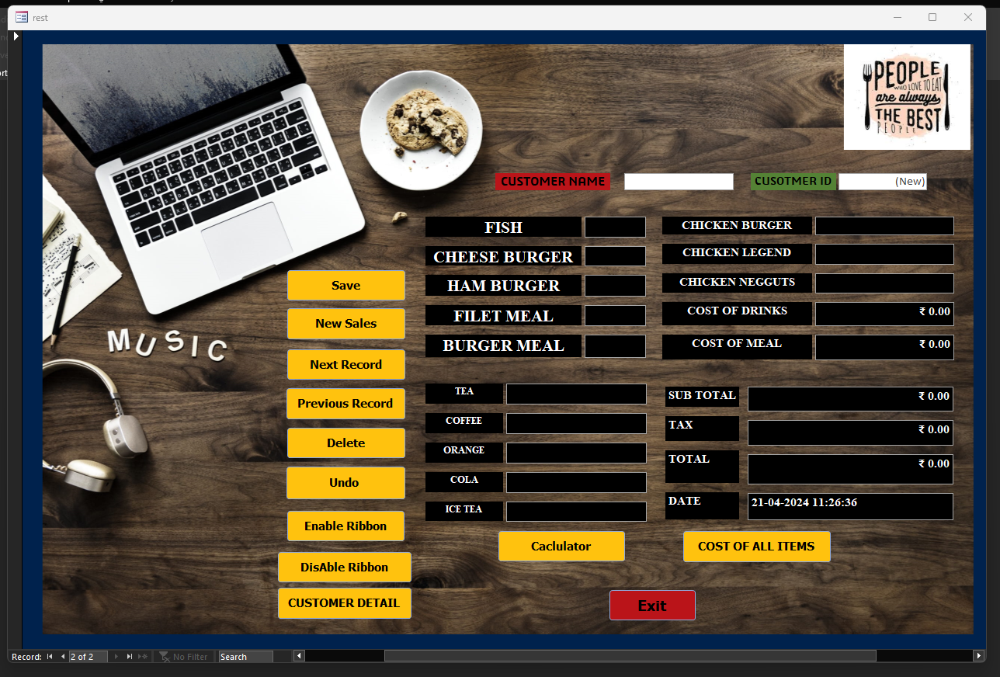 rest
PEOPLE
WHO LOVE TO EAT
are always
THE BEST
PEOPLE
CUSTOMER NAME
CUSOTMER ID (New)
FISH
CHEESE BURGER
HAM BURGER
FILET MEAL
BURGER MEAL
CHICKEN BURGER
CHICKEN LEGEND
CHICKEN NEGGUTS
COST OF DRINKS ₹ 0.00
COST OF MEAL ₹ 0.00
Save
New Sales
Next Record
Previous Record
Delete
Undo
Enable Ribbon
DisAble Ribbon
CUSTOMER DETAIL
MUSIC
TEA
COFFEE
ORANGE
COLA
ICE TEA
SUB TOTAL ₹ 0.00
TAX ₹ 0.00
TOTAL ₹ 0.00
DATE 21-04-2024 11:26:36
Caclulator
COST OF ALL ITEMS
Exit
Record: 2 of 2 No Filter Search